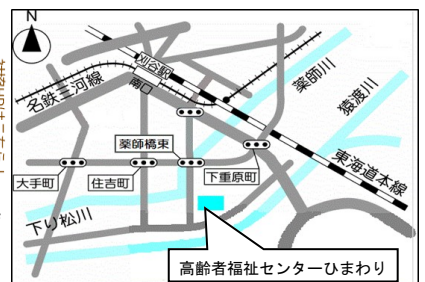 N
刈谷駅
南口
名鉄三河線
薬師川
猿渡川
薬師橋東
大手町
住吉町
下重原町
東海道本線
下り松川
高齢者福祉センターひまわり